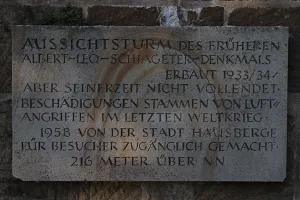 AUSSICHTSTURM DES FRÜHEREN
ALBERT-LEO-SCHLAGETER-DENKMALS
ERBAUT 1933/34
ABER SEINERZEIT NICHT VOLLENDET
BESCHÄDIGUNGEN STAMMEN VON LUFT-
ANGRIFFEN IM LETZTEN WELTKRIEG
1958 VON DER STADT HAUSBERGE
FÜR BESUCHER ZUGÄNGLICH GEMACHT
216 METER ÜBER NN